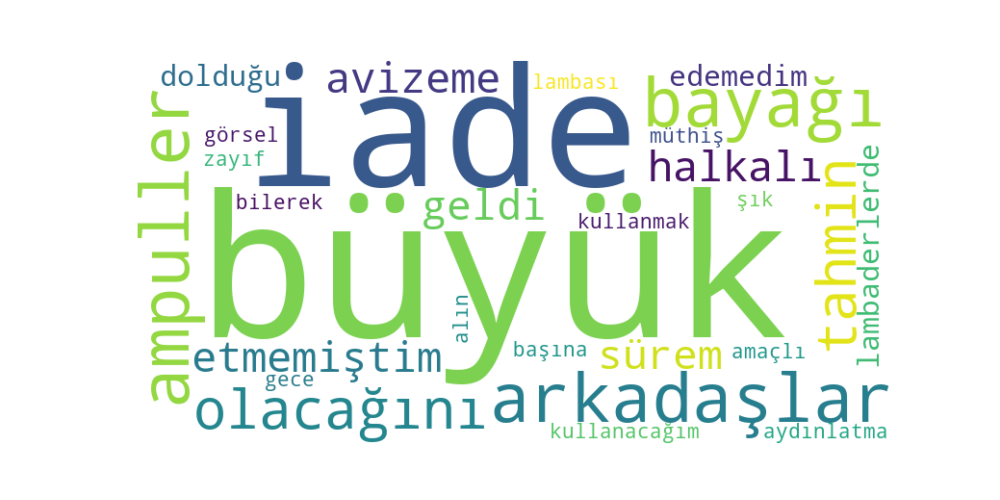 dolduğu
iade
avizeme
lambası
edemedim
bayağı
ampuller
görsel
müthiş
zayıf
halkalı
lambaderlerde
tahmin
büyük
bilerek
geldi
kullanmak
şık
alın
etmemiştim
başına
sürem
amaçlı
gece
olacağını
arkadaşlar
kullanacağım
aydınlatma